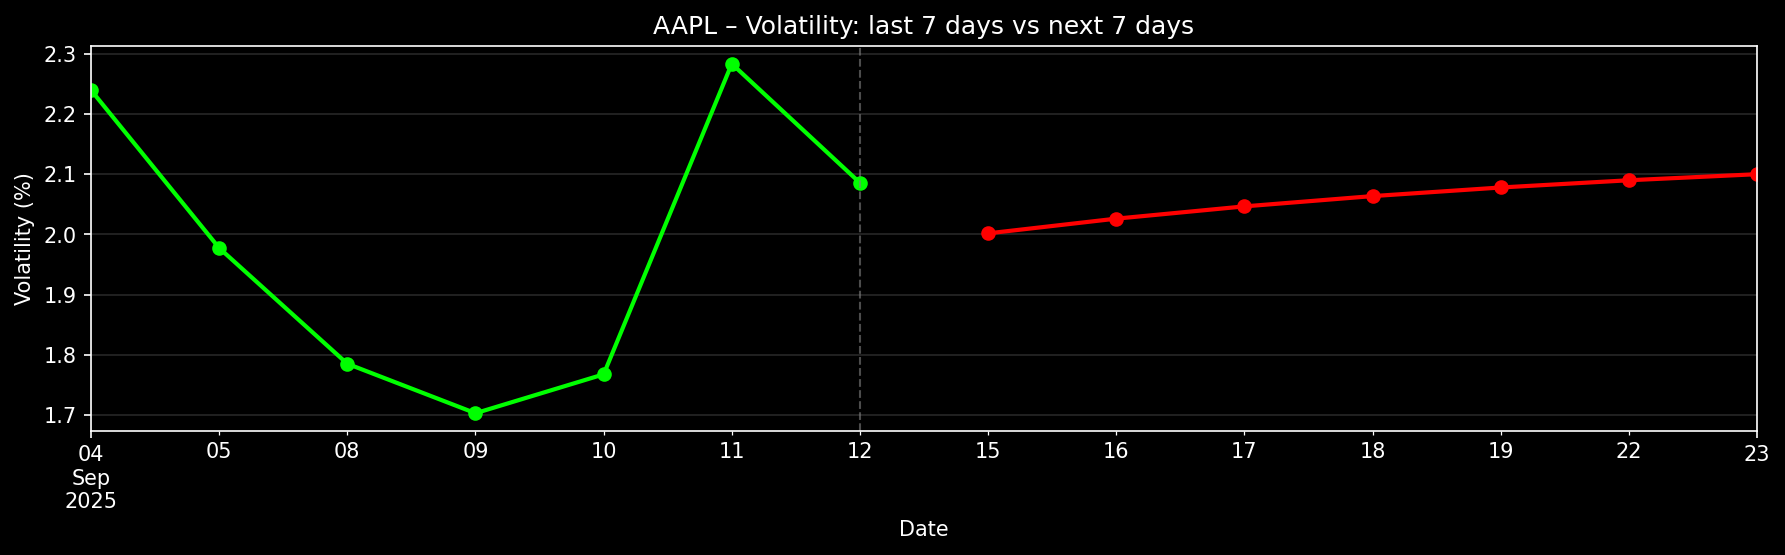 AAPL – Volatility: last 7 days vs next 7 days
Volatility (%)
2.3
2.2
2.1
2.0
1.9
1.8
1.7
04 05 08 09 10 11 12 15 16 17 18 19 22 23
Sep
2025
Date